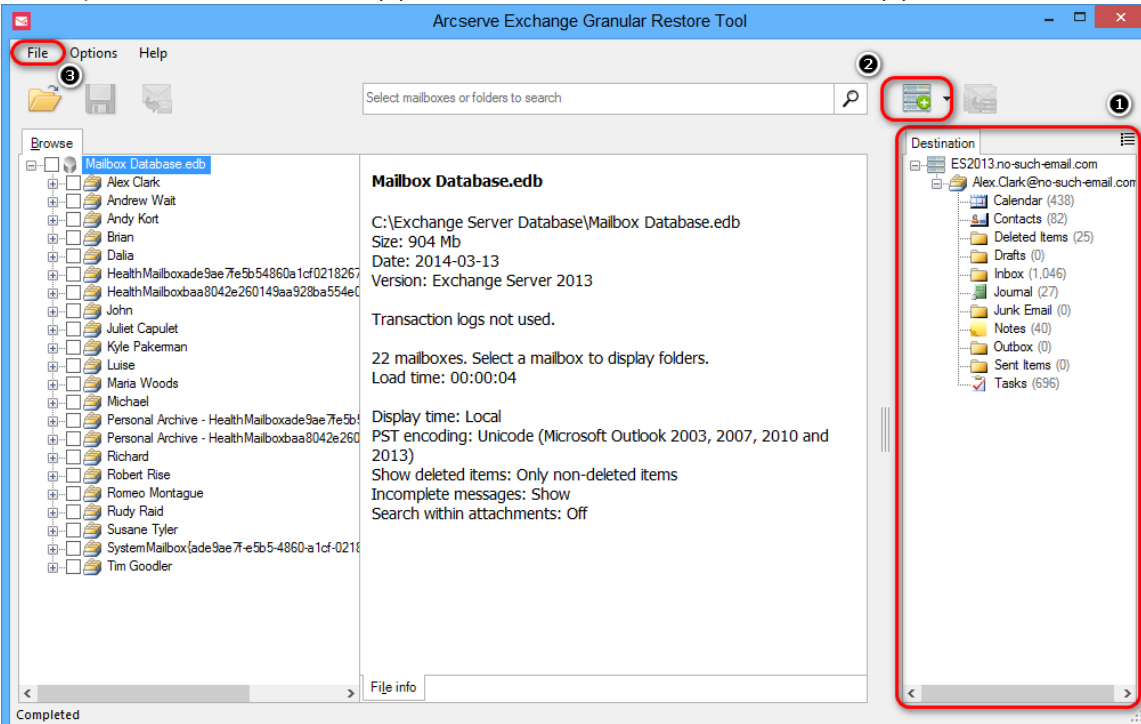 Arcserve Exchange Granular Restore Tool
File Options Help
❸
❷
❶
Select mailboxes or folders to search
Browse
Mailbox Database.edb
Alex Clark
Andrew Wait
Andy Kort
Brian
Dalia
HealthMailboxade9ae7fe5b54860a1cf0218267
HealthMailboxbaa8042e260149aa928ba554e0
John
Juliet Capulet
Kyle Pakerman
Luise
Maria Woods
Michael
Personal Archive - HealthMailboxade9ae7fe5b5
Personal Archive - HealthMailboxbaa8042e260
Richard
Robert Rise
Romeo Montague
Rudy Raid
Susane Tyler
SystemMailbox{ade9ae7f-e5b5-4860-a1cf-0218
Tim Goodler
Mailbox Database.edb
C:\Exchange Server Database\Mailbox Database.edb
Size: 904 Mb
Date: 2014-03-13
Version: Exchange Server 2013
Transaction logs not used.
22 mailboxes. Select a mailbox to display folders.
Load time: 00:00:04
Display time: Local
PST encoding: Unicode (Microsoft Outlook 2003, 2007, 2010 and
2013)
Show deleted items: Only non-deleted items
Incomplete messages: Show
Search within attachments: Off
File info
Destination
ES2013.no-such-email.com
Alex.Clark@no-such-email.com
Calendar (438)
Contacts (82)
Deleted Items (25)
Drafts (0)
Inbox (1,046)
Journal (27)
Junk Email (0)
Notes (40)
Outbox (0)
Sent Items (0)
Tasks (696)
Completed